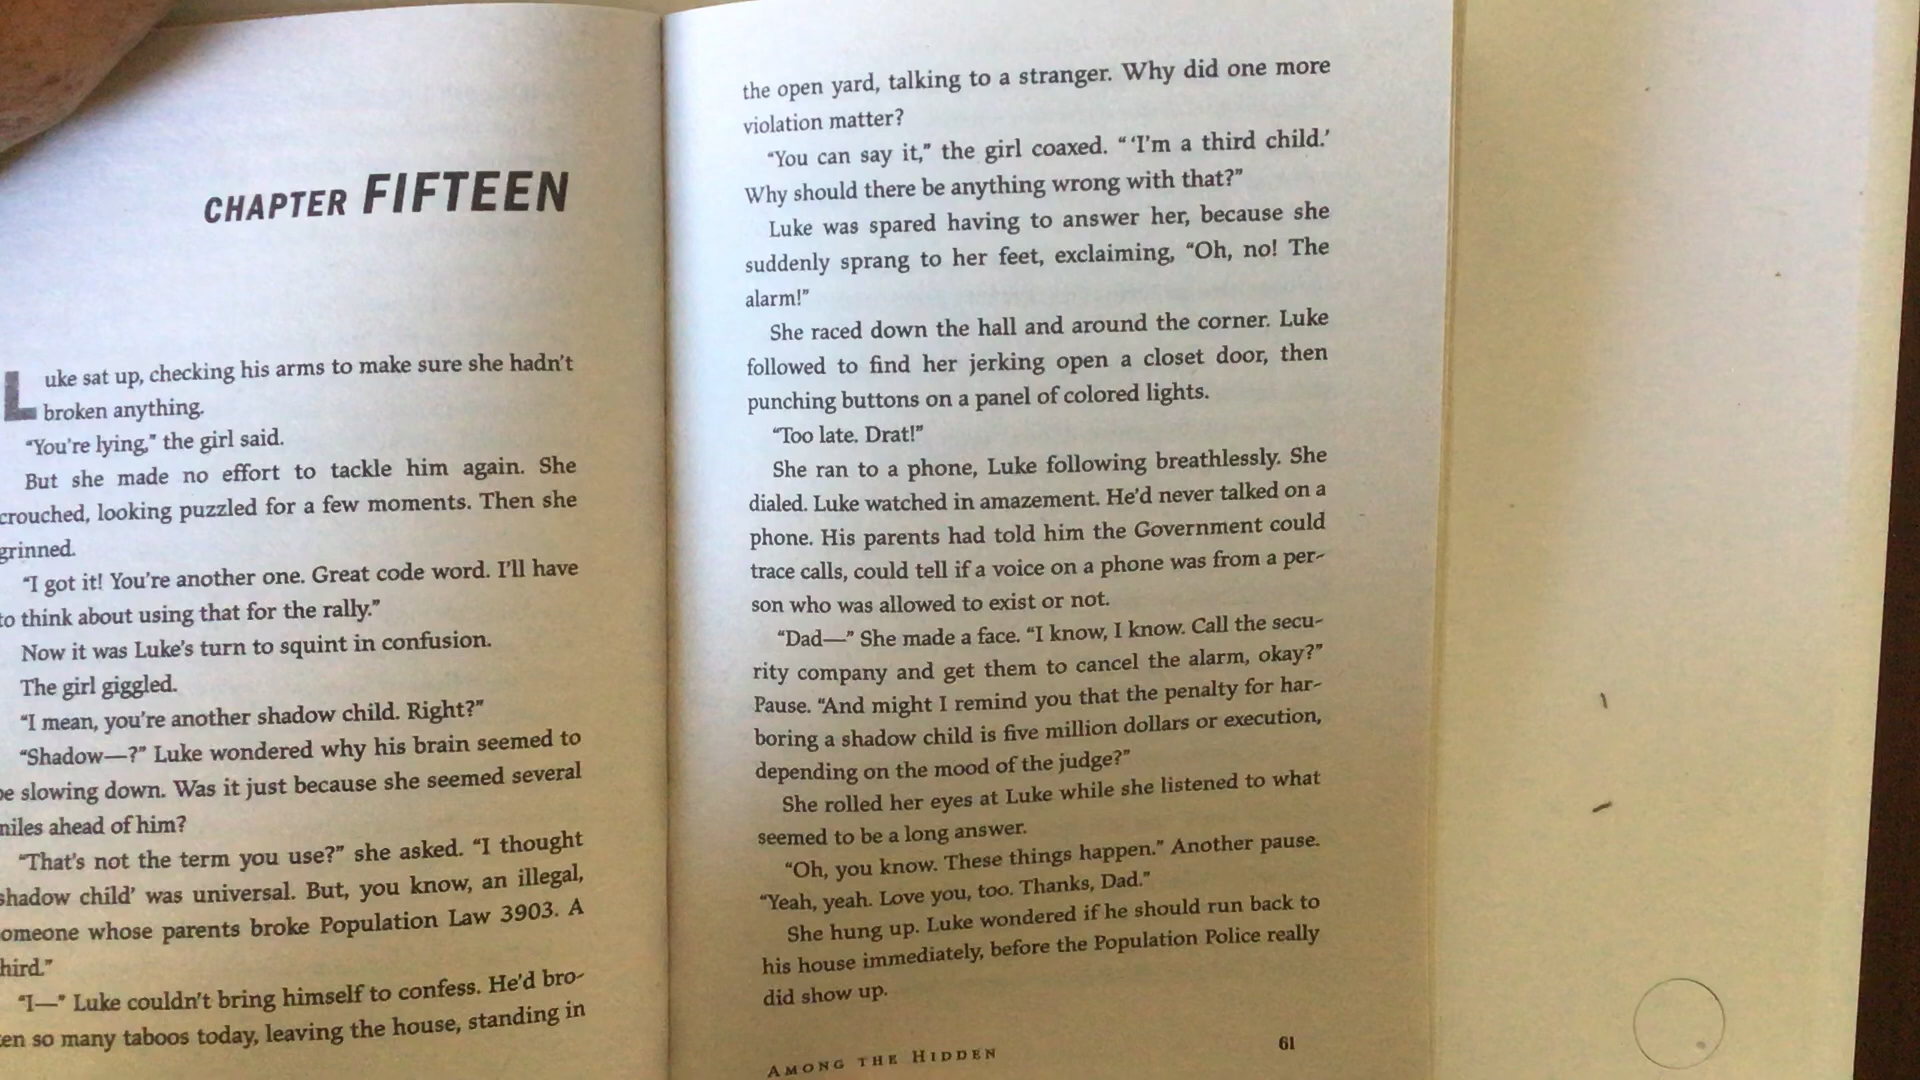 CHAPTER FIFTEEN
Luke sat up, checking his arms to make sure she hadn't
broken anything.
“You're lying,” the girl said.
But she made no effort to tackle him again. She
crouched, looking puzzled for a few moments. Then she
grinned.
“I got it! You're another one. Great code word. I'll have
to think about using that for the rally.”
Now it was Luke's turn to squint in confusion.
The girl giggled.
“I mean, you're another shadow child. Right?”
“Shadow—?” Luke wondered why his brain seemed to
be slowing down. Was it just because she seemed several
miles ahead of him?
“That's not the term you use?” she asked. “I thought
shadow child’ was universal. But, you know, an illegal,
someone whose parents broke Population Law 3903. A
third.”
“I—” Luke couldn't bring himself to confess. He'd bro-
ken so many taboos today, leaving the house, standing in
the open yard, talking to a stranger. Why did one more
violation matter?
“You can say it,” the girl coaxed. “ ‘I'm a third child.’
Why should there be anything wrong with that?”
Luke was spared having to answer her, because she
suddenly sprang to her feet, exclaiming, “Oh, no! The
alarm!”
She raced down the hall and around the corner. Luke
followed to find her jerking open a closet door, then
punching buttons on a panel of colored lights.
“Too late. Drat!”
She ran to a phone, Luke following breathlessly. She
dialed. Luke watched in amazement. He'd never talked on a
phone. His parents had told him the Government could
trace calls, could tell if a voice on a phone was from a per-
son who was allowed to exist or not.
“Dad—” She made a face. “I know, I know. Call the secu-
rity company and get them to cancel the alarm, okay?”
Pause. “And might I remind you that the penalty for har-
boring a shadow child is five million dollars or execution,
depending on the mood of the judge?”
She rolled her eyes at Luke while she listened to what
seemed to be a long answer.
“Oh, you know. These things happen.” Another pause.
“Yeah, yeah. Love you, too. Thanks, Dad.”
She hung up. Luke wondered if he should run back to
his house immediately, before the Population Police really
did show up.
AMONG THE HIDDEN 61